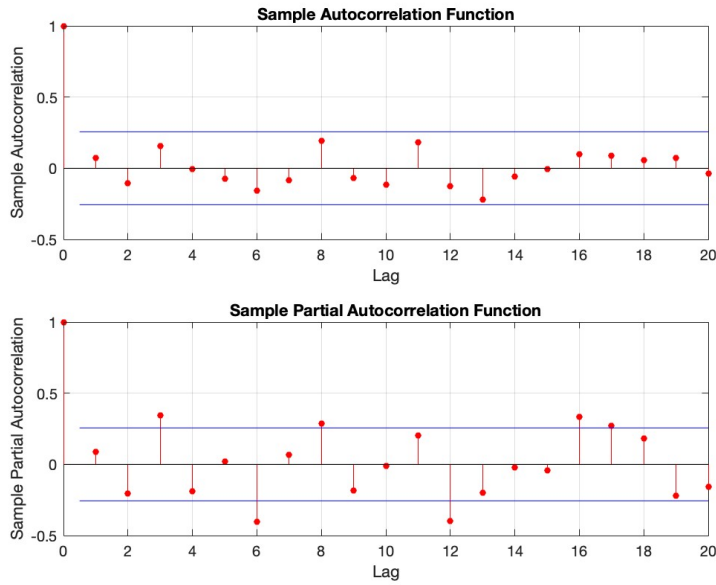 Sample Autocorrelation Function
Sample Autocorrelation
1
0.5
0
-0.5
0 2 4 6 8 10 12 14 16 18 20
Lag
Sample Partial Autocorrelation Function
Sample Partial Autocorrelation
1
0.5
0
-0.5
0 2 4 6 8 10 12 14 16 18 20
Lag